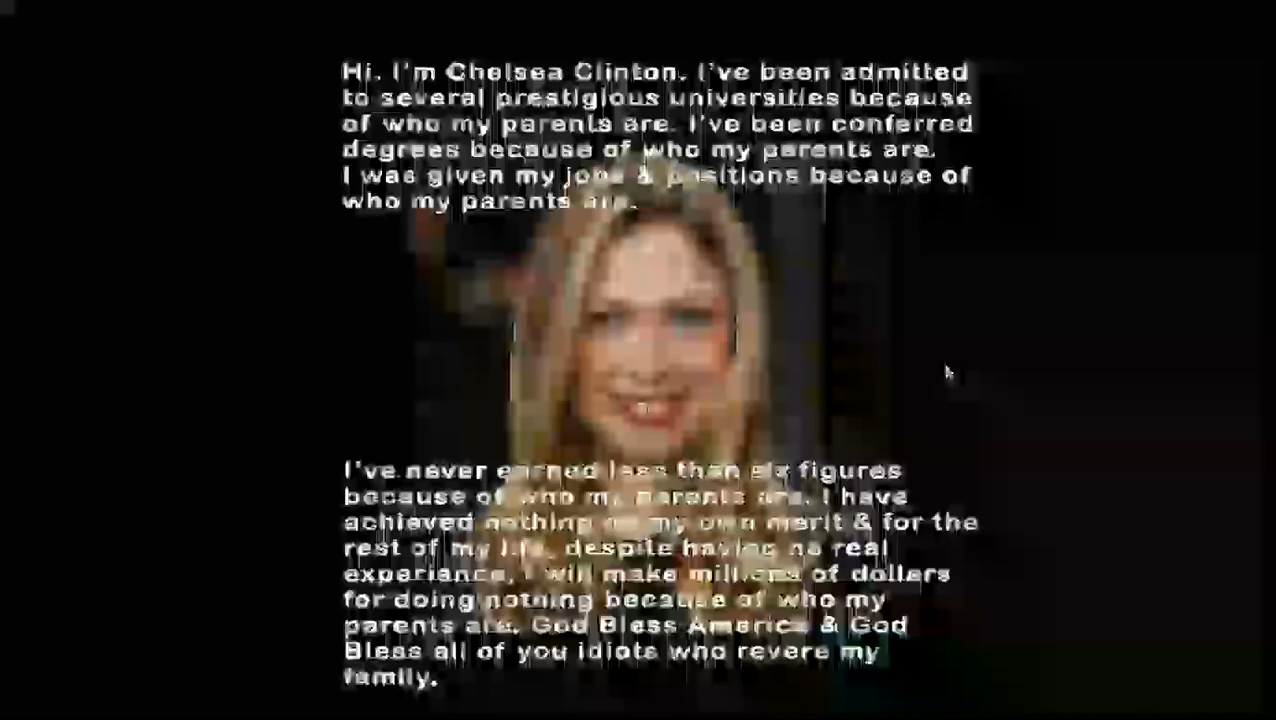 Hi. I'm Chelsea Clinton. I've been admitted
to several prestigious universities because
of who my parents are. I've been conferred
degrees because of who my parents are.
I was given my jobs & positions because of
who my parents are.
I've never earned less than six figures
because of who my parents are. I have
achieved nothing on my own merit & for the
rest of my life, despite having no real
experience, I will make millions of dollars
for doing nothing because of who my
parents are. God Bless America & God
Bless all of you idiots who revere my
family.